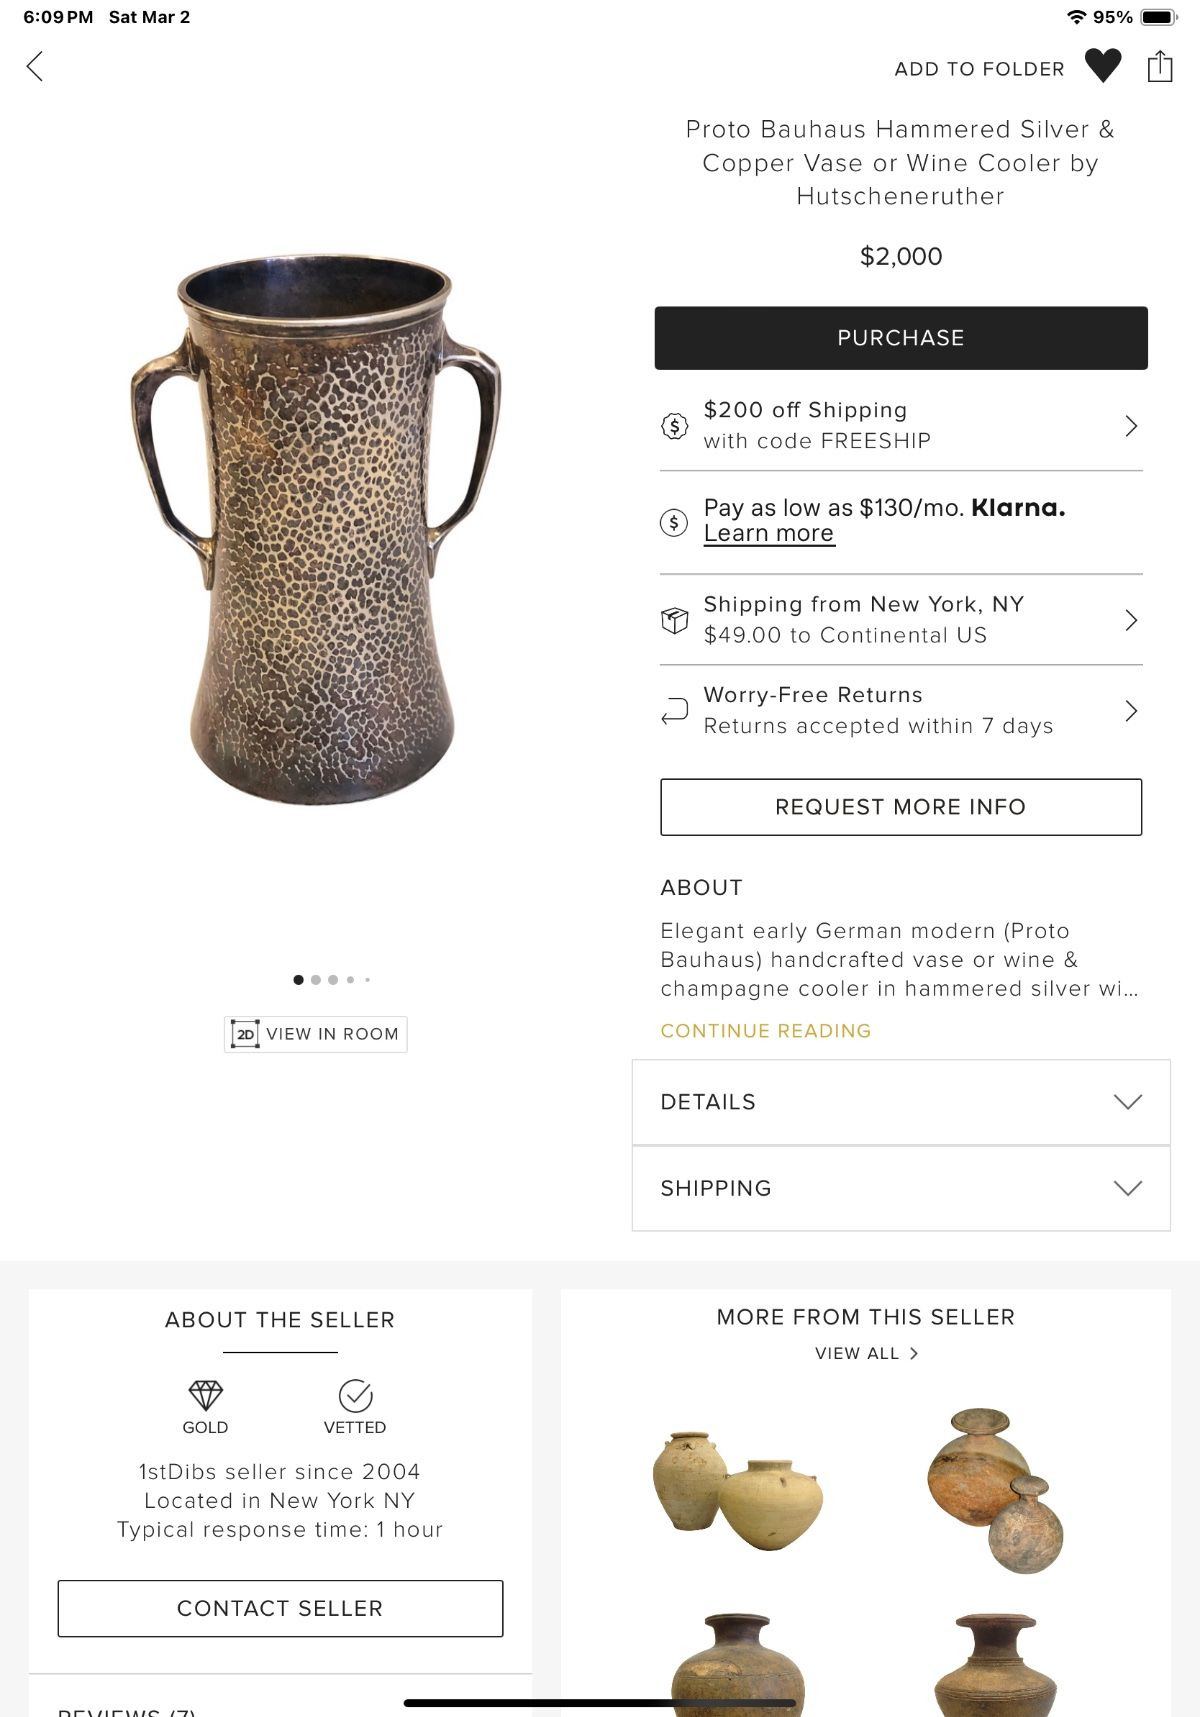 6:09 PM Sat Mar 2
95%
ADD TO FOLDER
Proto Bauhaus Hammered Silver &
Copper Vase or Wine Cooler by
Hutscheneruther
$2,000
PURCHASE
$200 off Shipping
with code FREESHIP
Pay as low as $130/mo. Klarna.
Learn more
Shipping from New York, NY
$49.00 to Continental US
Worry-Free Returns
Returns accepted within 7 days
REQUEST MORE INFO
ABOUT
Elegant early German modern (Proto
Bauhaus) handcrafted vase or wine &
champagne cooler in hammered silver wi...
CONTINUE READING
2D VIEW IN ROOM
DETAILS
SHIPPING
ABOUT THE SELLER
GOLD
VETTED
1stDibs seller since 2004
Located in New York NY
Typical response time: 1 hour
CONTACT SELLER
REVIEWS (7)
MORE FROM THIS SELLER
VIEW ALL >